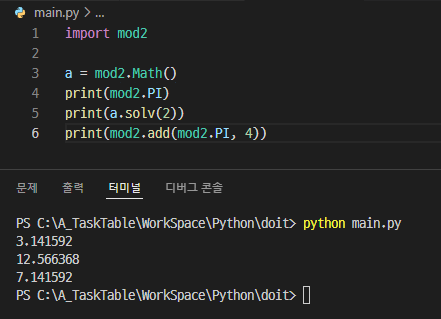 main.py > ...
1 import mod2
2
3 a = mod2.Math()
4 print(mod2.PI)
5 print(a.solv(2))
6 print(mod2.add(mod2.PI, 4))
문제 출력 터미널 디버그 콘솔
PS C:\A_TaskTable\WorkSpace\Python\doit> python main.py
3.141592
12.566368
7.141592
PS C:\A_TaskTable\WorkSpace\Python\doit>